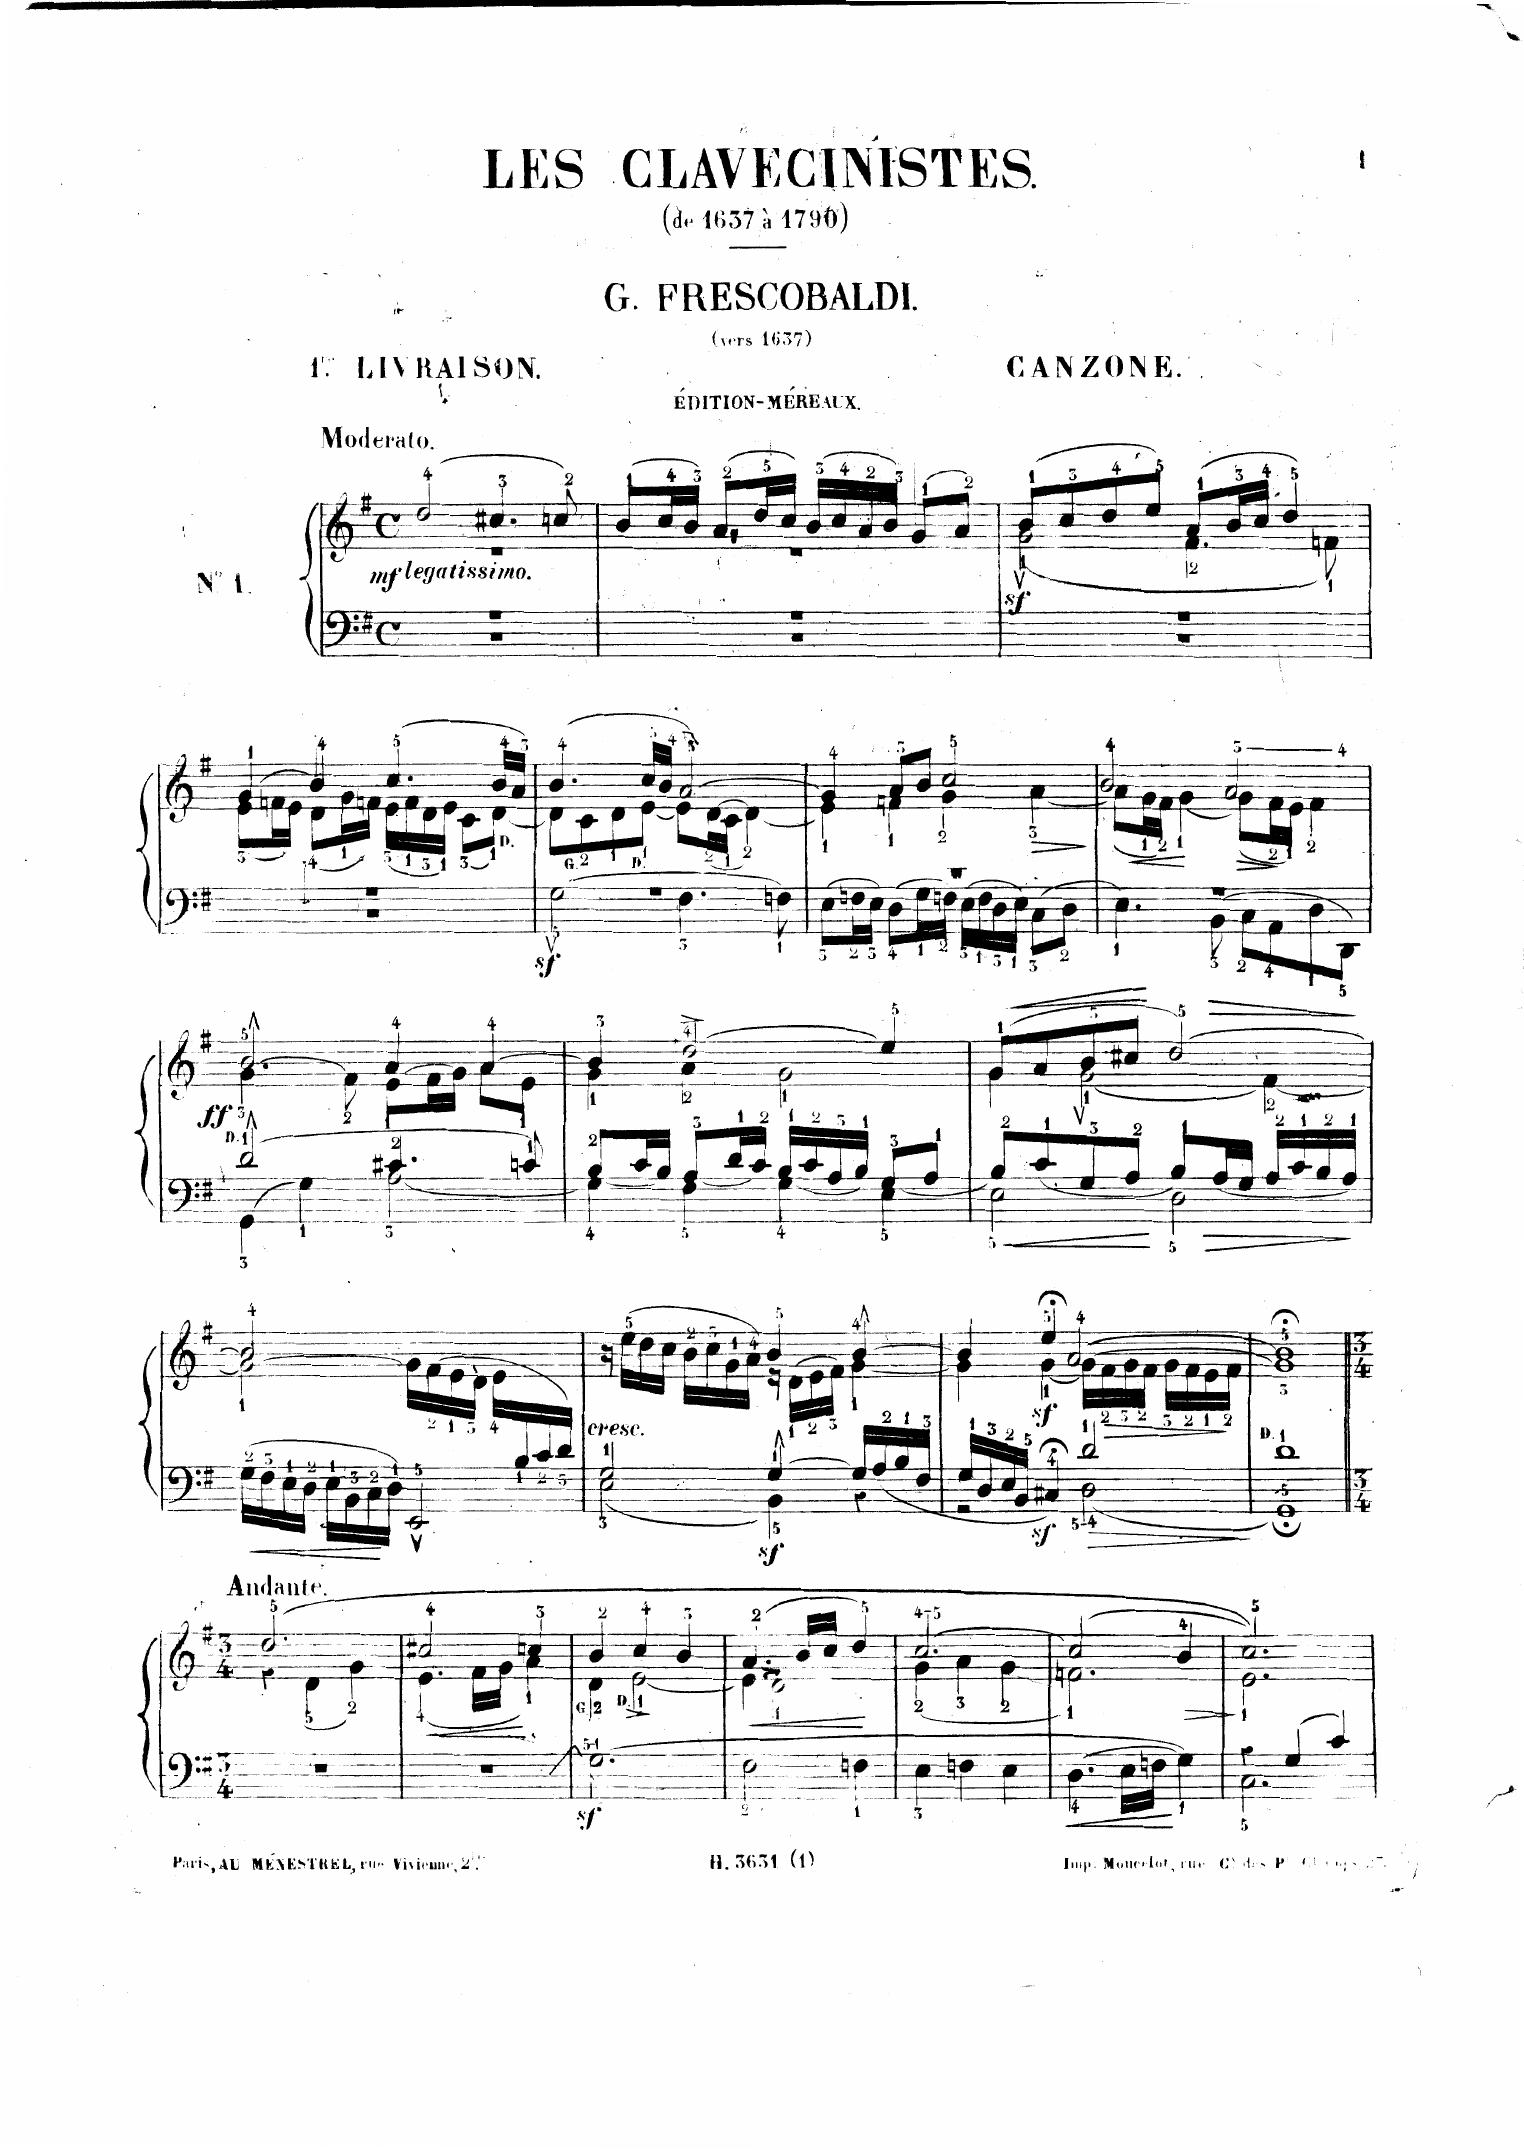 1
LES CLAVECINISTES.
(de 1637 à 1790)
G. FRESCOBALDI.
(vers 1637)
1re LIVRAISON.
CANZONE.
ÉDITION-MÉREAUX.
Moderato.
No 1.
mf legatissimo.
sf
D.
G. D.
sf
ff
D.
cresc.
sf
sf
sf
D.
Andante.
G D.
sf
Paris, AU MÉNESTREL, rue Vivienne, 2bis
H. 3631 (1)
Imp. Moucelot, rue des